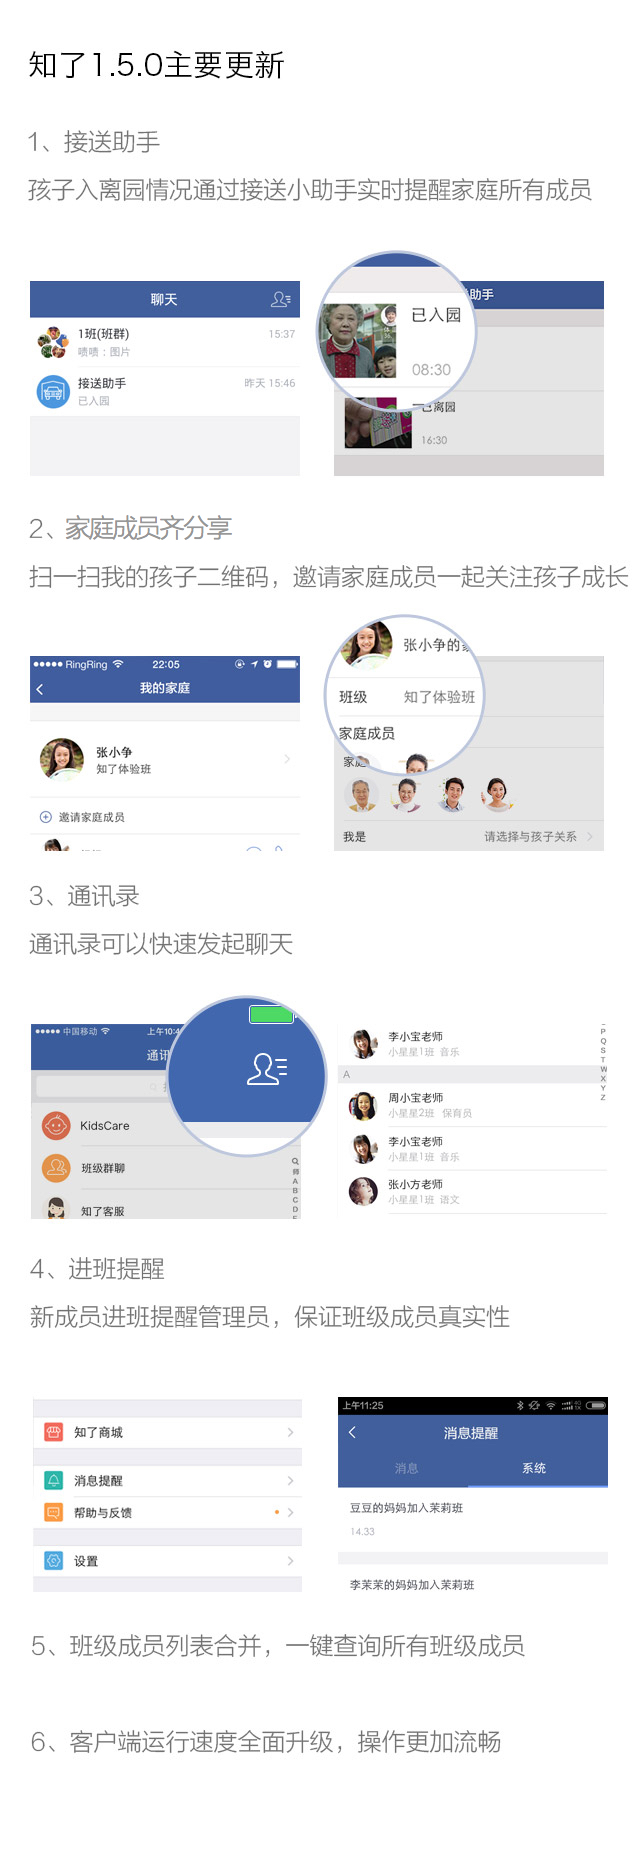 知了1.5.0主要更新
1、接送助手
孩子入离园情况通过接送小助手实时提醒家庭所有成员
聊天
1班(班群)
15:37
啧啧：图片
接送助手
昨天 15:46
已入园
助手
已入园
08:30
已离园
16:30
2、家庭成员齐分享
扫一扫我的孩子二维码，邀请家庭成员一起关注孩子成长
RingRing
22:05
我的家庭
张小争
知了体验班
邀请家庭成员
张小争的
班级
知了体验班
家庭成员
家庭
我是
请选择与孩子关系
3、通讯录
通讯录可以快速发起聊天
中国移动
上午10:4
通讯
KidsCare
班级群聊
知了客服
师
A
B
C
D
E
李小宝老师
小星星1班 音乐
A
周小宝老师
小星星2班 保育员
李小宝老师
小星星1班 音乐
张小方老师
小星星1班 语文
P
Q
S
T
W
X
Y
Z
4、进班提醒
新成员进班提醒管理员，保证班级成员真实性
知了商城
消息提醒
帮助与反馈
设置
上午11:25
消息提醒
消息
系统
豆豆的妈妈加入茉莉班
14.33
李茉茉的妈妈加入茉莉班
5、班级成员列表合并，一键查询所有班级成员
6、客户端运行速度全面升级，操作更加流畅